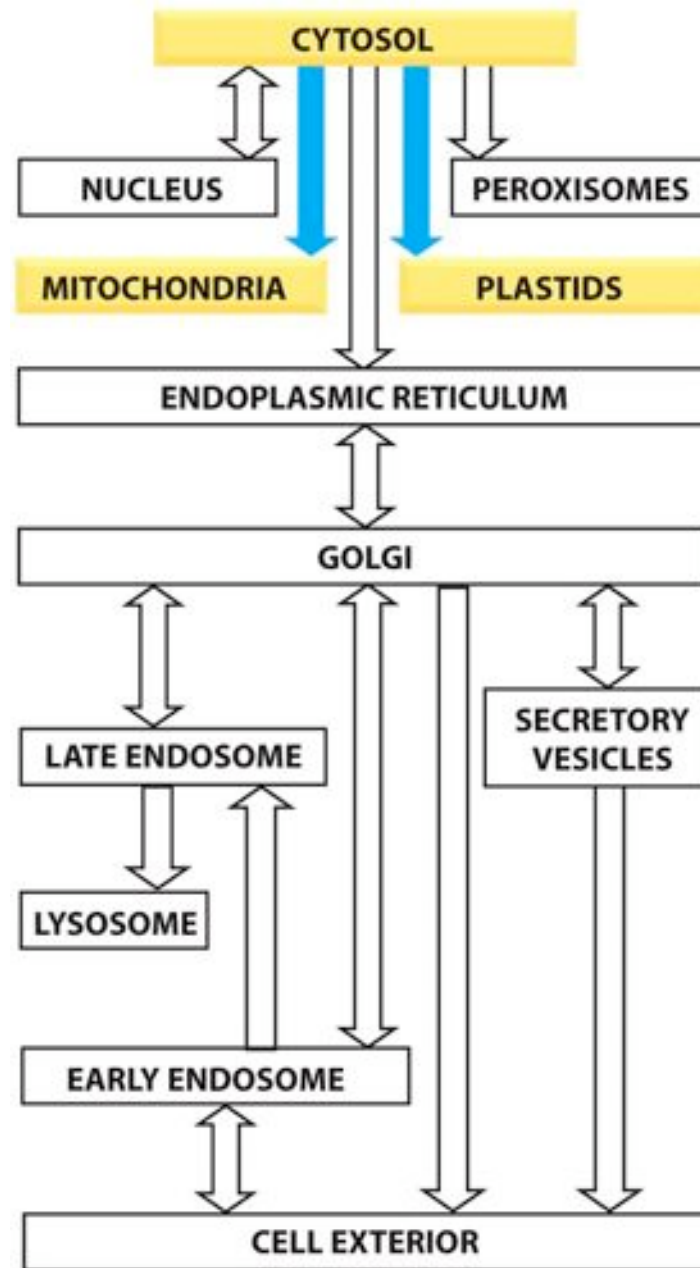 CYTOSOL
NUCLEUS
PEROXISOMES
MITOCHONDRIA
PLASTIDS
ENDOPLASMIC RETICULUM
GOLGI
LATE ENDOSOME
SECRETORY
VESICLES
LYSOSOME
EARLY ENDOSOME
CELL EXTERIOR